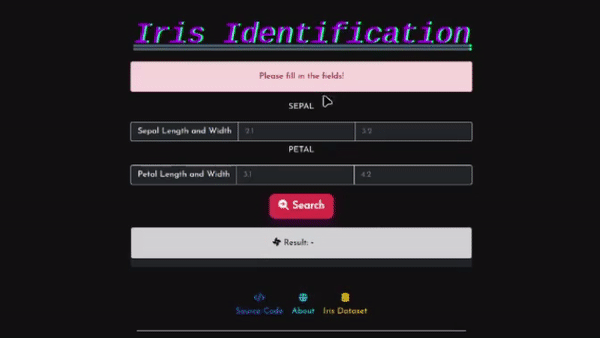 Iris Identification
Please fill in the fields!
SEPAL
Sepal Length and Width 2.1 3.2
PETAL
Petal Length and Width 3.1 4.2
Search
Result: -
Source Code About Iris Dataset